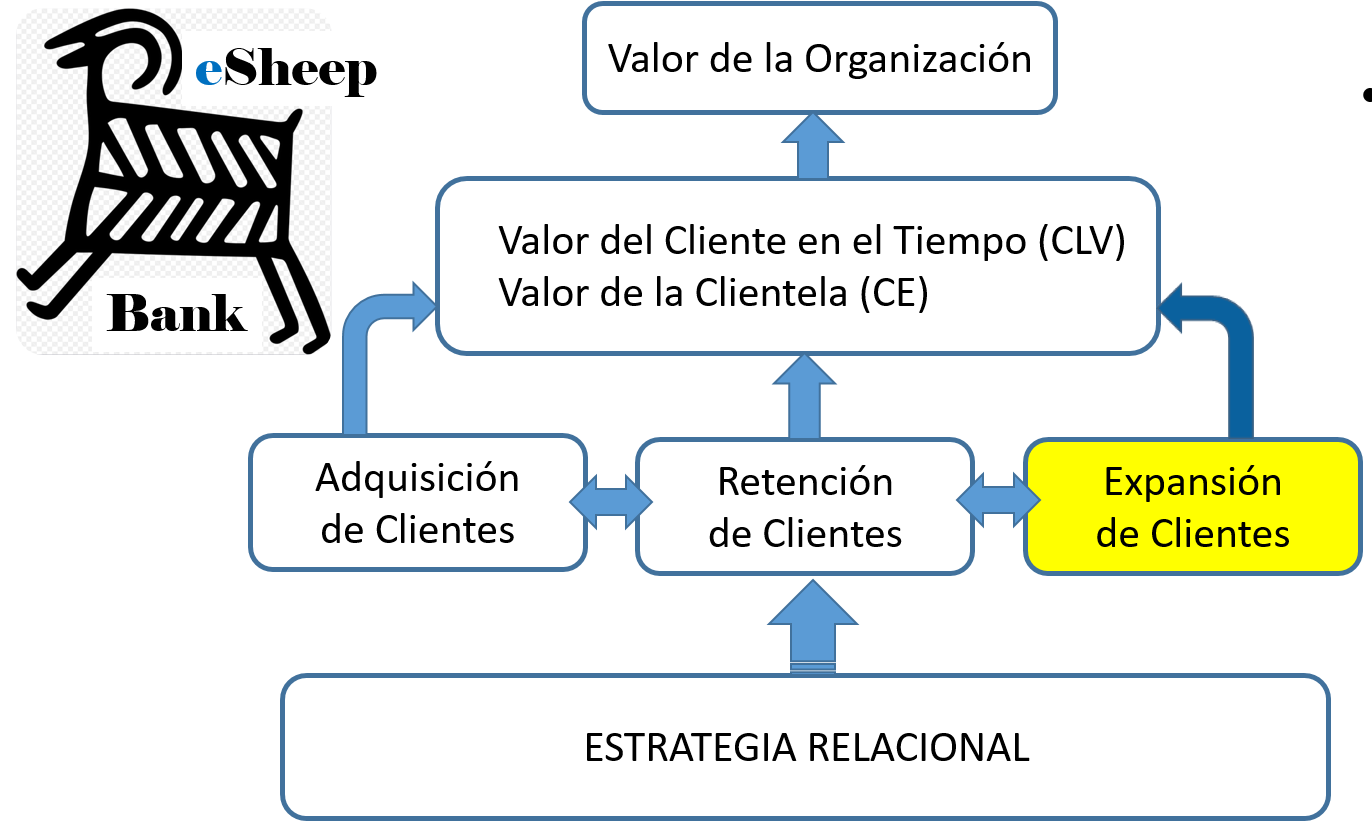 eSheep
Bank
Valor de la Organización
Valor del Cliente en el Tiempo (CLV)
Valor de la Clientela (CE)
Adquisición
de Clientes
Retención
de Clientes
Expansión
de Clientes
ESTRATEGIA RELACIONAL